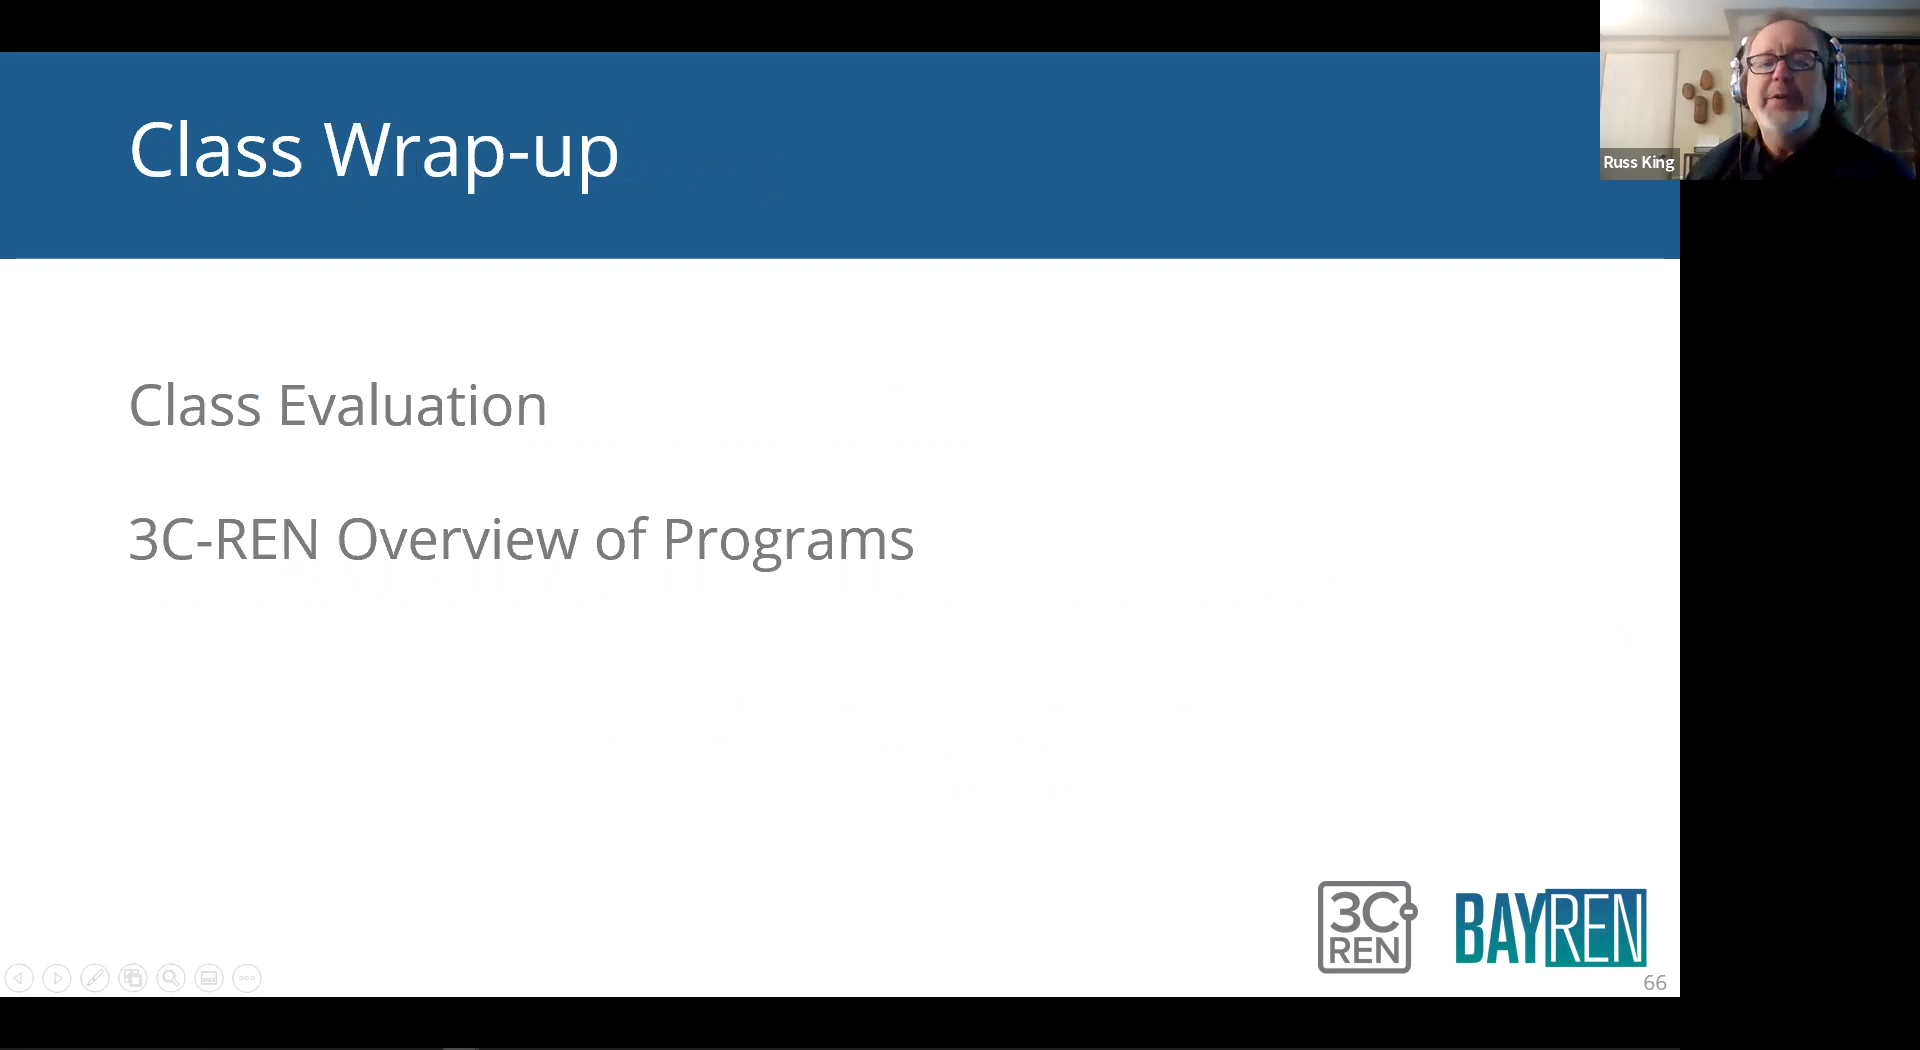 Class Wrap-up
Russ King
Class Evaluation
3C-REN Overview of Programs
3C
REN
BAYREN
66